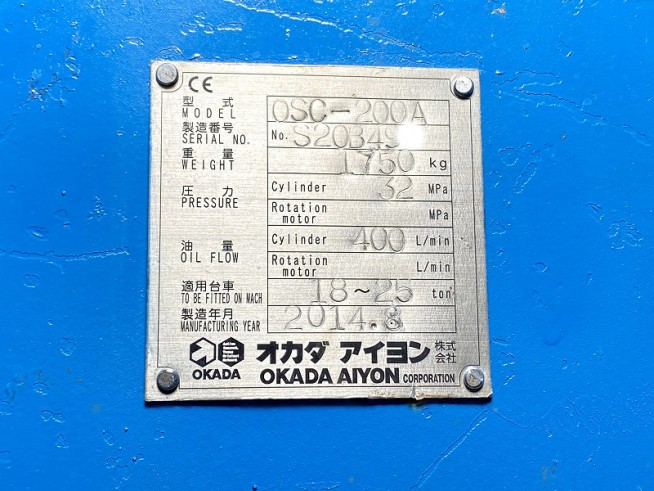 CE
型式 OSC-200A
MODEL
製造番号 No.
SERIAL NO.
重量 1750 kg
WEIGHT
圧力 Cylinder 32 MPa
PRESSURE Rotation motor MPa
油量 Cylinder 400 L/min
OIL FLOW Rotation motor L/min
適用台車 18~25 ton
TO BE FITTED ON MACH
製造年月 2014.8
MANUFACTURING YEAR
オカダ アイヨン 株式会社
OKADA OKADA AIYON CORPORATION